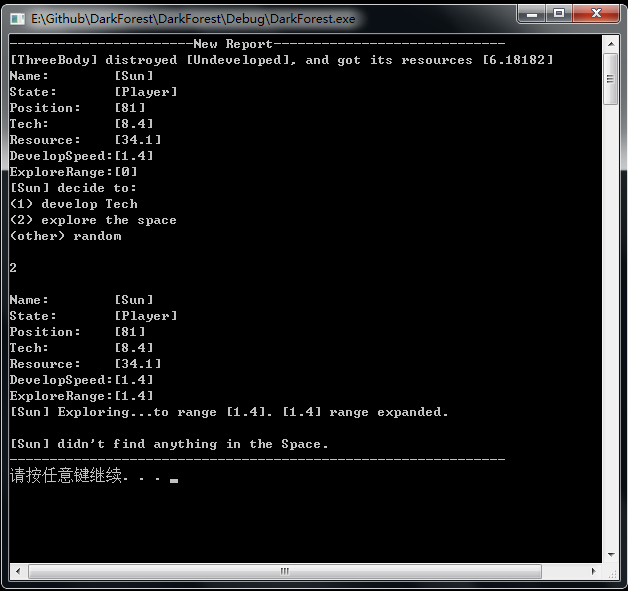 E:\Github\DarkForest\DarkForest\Debug\DarkForest.exe
-----------------------New Report-----------------------------
[ThreeBody] distroyed [Undeveloped], and got its resources [6.18182]
Name:        [Sun]
State:       [Player]
Position:    [81]
Tech:        [8.4]
Resource:    [34.1]
DevelopSpeed:[1.4]
ExploreRange:[0]
[Sun] decide to:
(1) develop Tech
(2) explore the space
(other) random
2
Name:        [Sun]
State:       [Player]
Position:    [81]
Tech:        [8.4]
Resource:    [34.1]
DevelopSpeed:[1.4]
ExploreRange:[1.4]
[Sun] Exploring...to range [1.4]. [1.4] range expanded.
[Sun] didn't find anything in the Space.
--------------------------------------------------------------
请按任意键继续. . . _